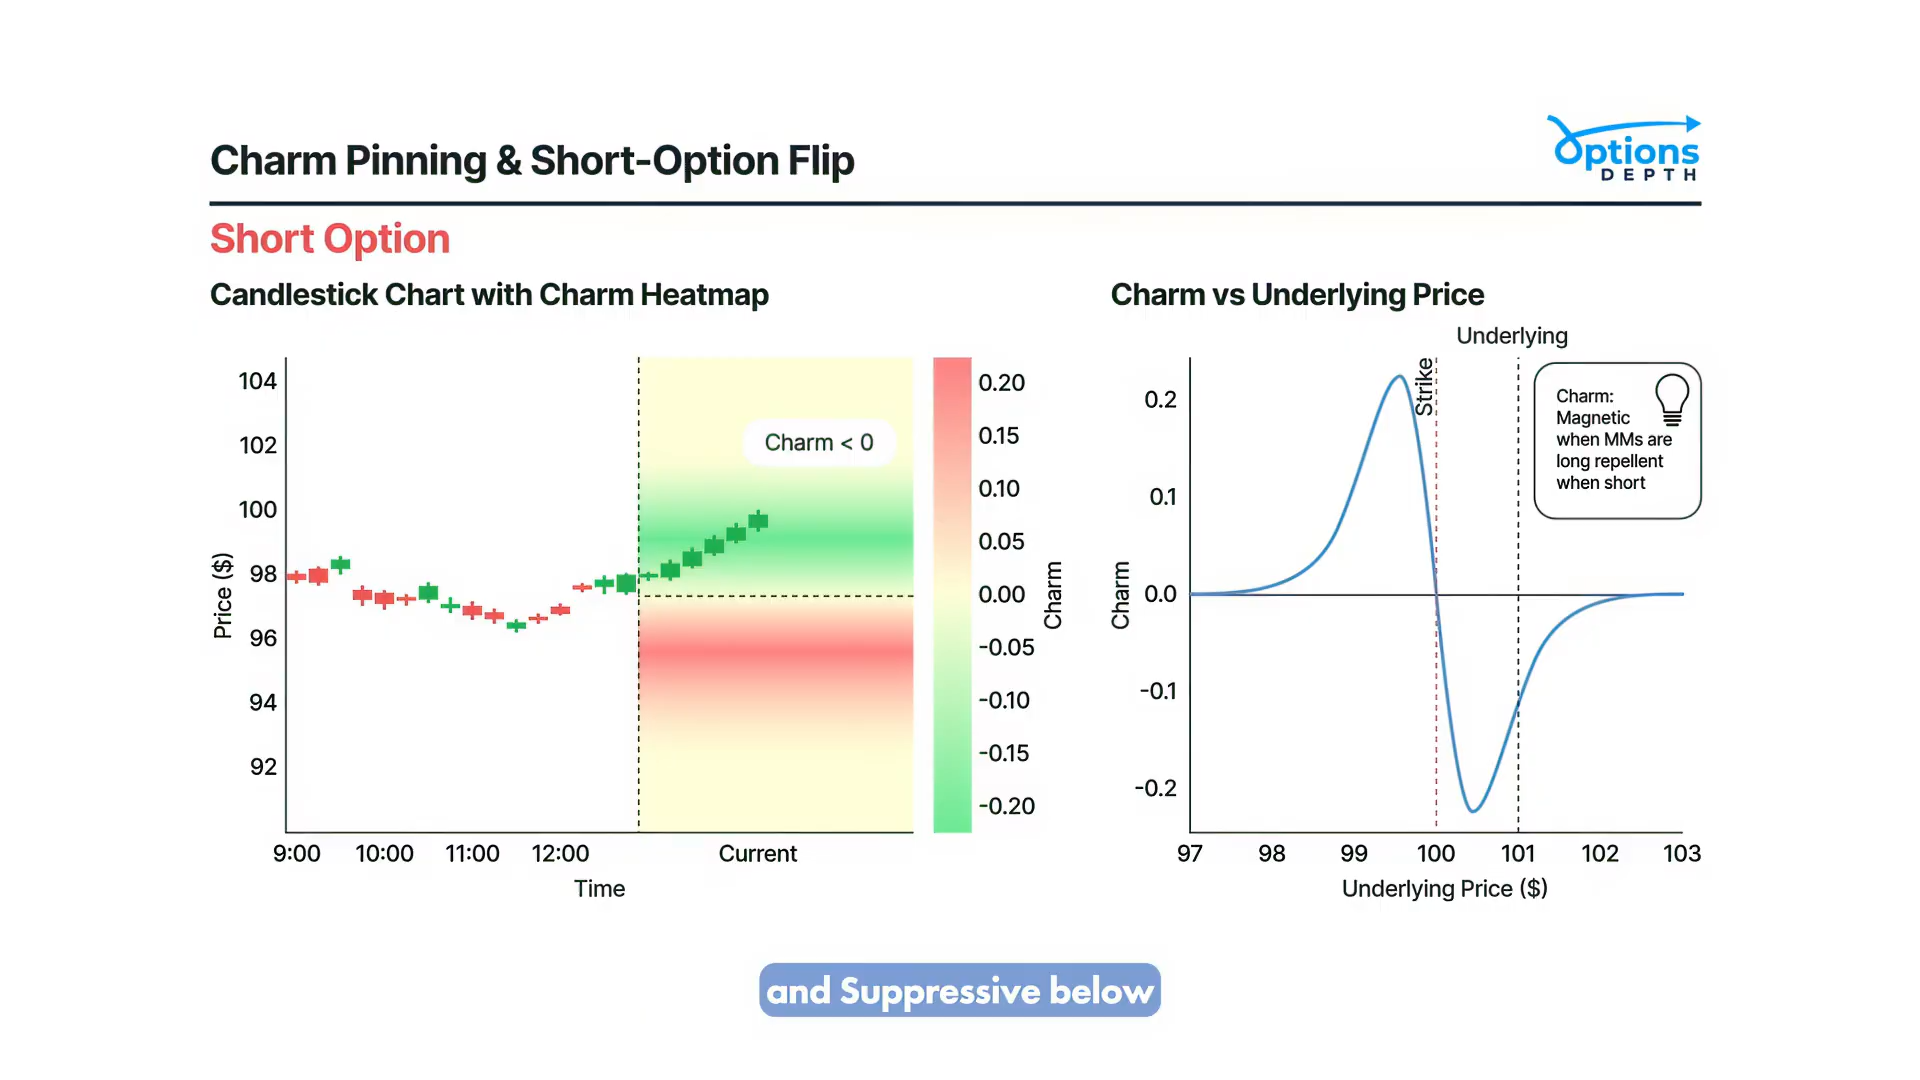 Charm Pinning & Short-Option Flip
Options
DEPTH
Short Option
Candlestick Chart with Charm Heatmap
104
102
100
98
96
94
92
Price ($)
Charm < 0
9:00
10:00
11:00
12:00
Current
Time
0.20
0.15
0.10
0.05
0.00
-0.05
-0.10
-0.15
-0.20
Charm
Charm vs Underlying Price
Underlying
Strike
Charm:
Magnetic
when MMs are
long repellent
when short
0.2
0.1
0.0
-0.1
-0.2
Charm
97
98
99
100
101
102
103
Underlying Price ($)
and Suppressive below